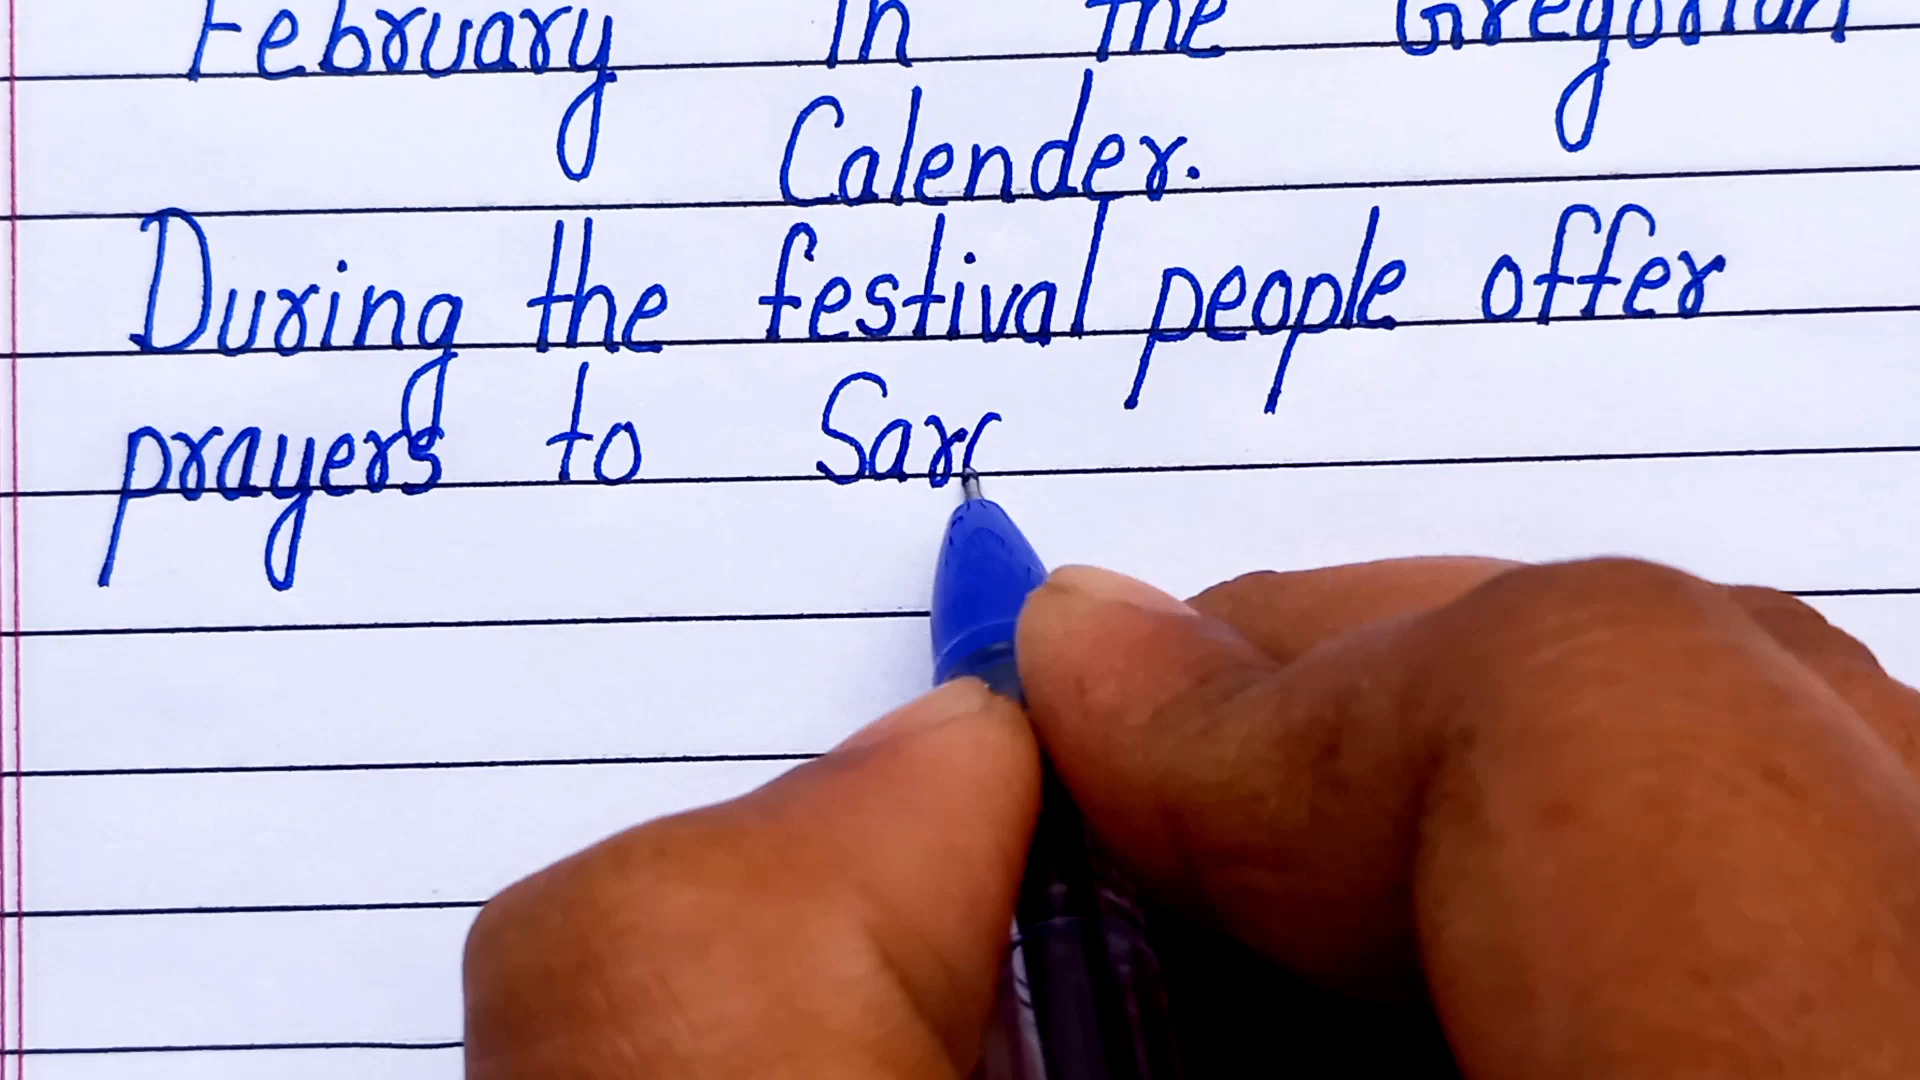 February in the Gregorian
Calender.
During the festival people offer
prayers to Sar